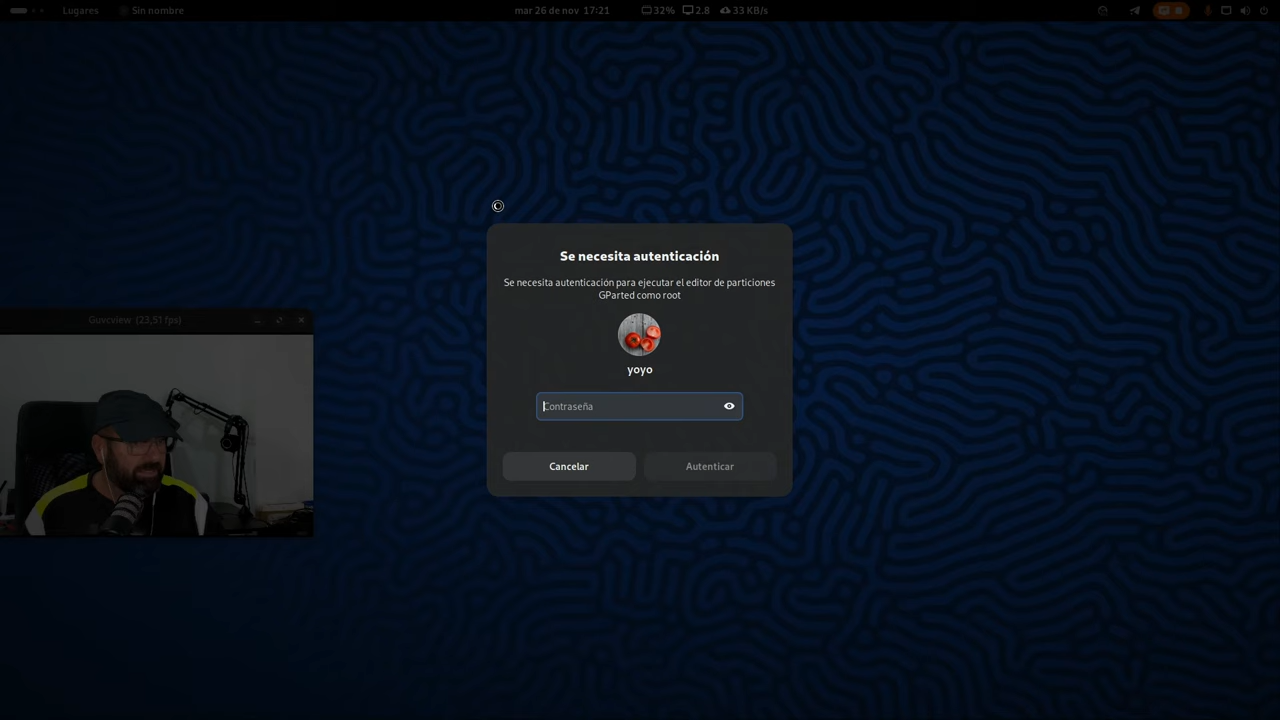 Lugares
Sin nombre
mar 26 de nov 17:21
32%
2.8
33 KB/s
Se necesita autenticación
Se necesita autenticación para ejecutar el editor de particiones
GParted como root
Guvcview (23,51 fps)
yoyo
Contraseña
Cancelar
Autenticar